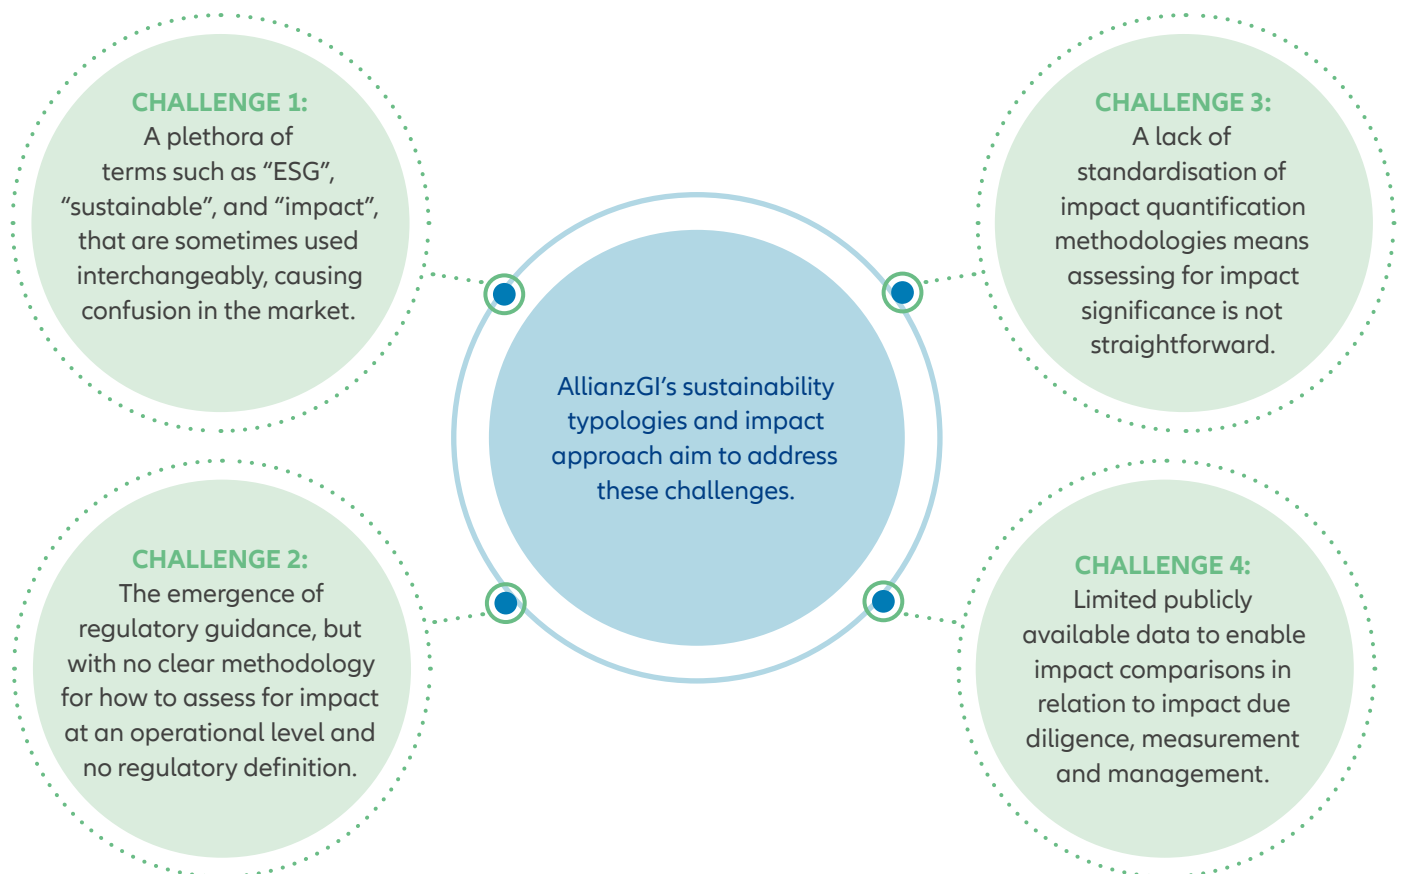 CHALLENGE 1:
A plethora of
terms such as “ESG”,
“sustainable”, and “impact”,
that are sometimes used
interchangeably, causing
confusion in the market.
CHALLENGE 2:
The emergence of
regulatory guidance, but
with no clear methodology
for how to assess for impact
at an operational level and
no regulatory definition.
AllianzGI’s sustainability
typologies and impact
approach aim to address
these challenges.
CHALLENGE 3:
A lack of
standardisation of
impact quantification
methodologies means
assessing for impact
significance is not
straightforward.
CHALLENGE 4:
Limited publicly
available data to enable
impact comparisons in
relation to impact due
diligence, measurement
and management.